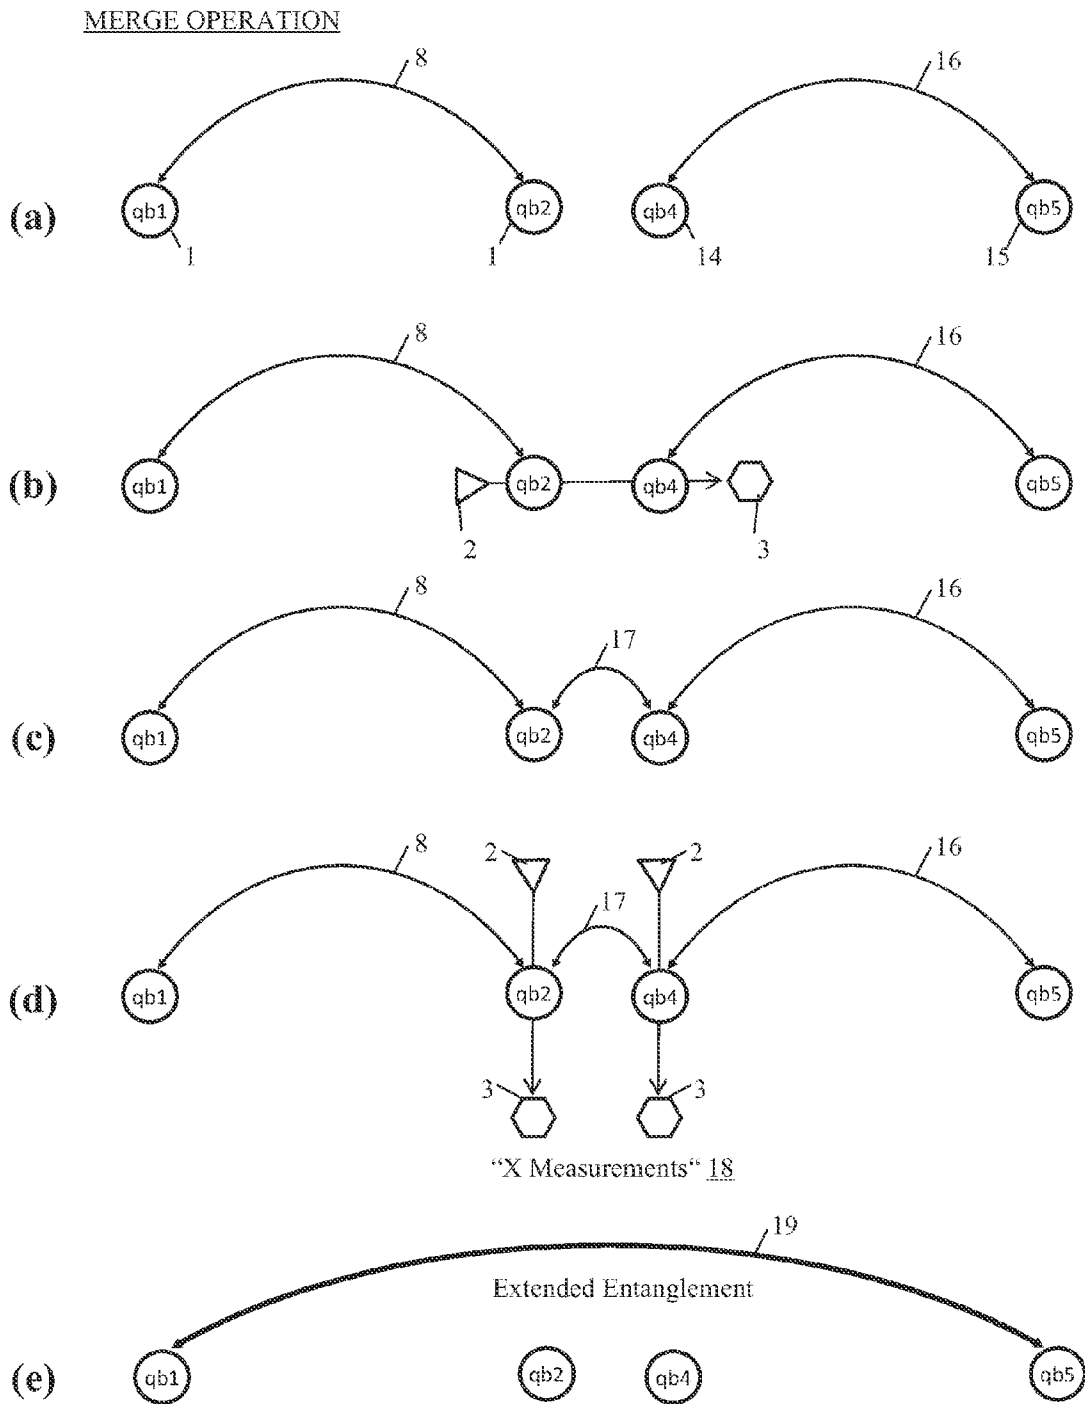 MERGE OPERATION
8 16
(a) qb1 qb2 qb4 qb5
1 1 14 15
8 16
(b) qb1 qb2 qb4 qb5
2 3
8 16
17
(c) qb1 qb2 qb4 qb5
8 2 2 16
17
(d) qb1 qb2 qb4 qb5
3 3
“X Measurements“ 18
19
Extended Entanglement
(e) qb1 qb2 qb4 qb5